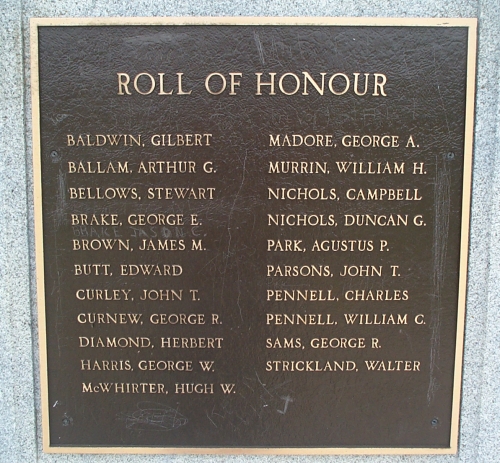 ROLL OF HONOUR
BALDWIN, GILBERT
BALLAM, ARTHUR G.
BELLOWS, STEWART
BRAKE, GEORGE E.
BRAKE JASON C.
BROWN, JAMES M.
BUTT, EDWARD
CURLEY, JOHN T.
CURNEW, GEORGE R.
DIAMOND, HERBERT
HARRIS, GEORGE W.
McWHIRTER, HUGH W.
MADORE, GEORGE A.
MURRIN, WILLIAM H.
NICHOLS, CAMPBELL
NICHOLS, DUNCAN G.
PARK, AGUSTUS P.
PARSONS, JOHN T.
PENNELL, CHARLES
PENNELL, WILLIAM C.
SAMS, GEORGE R.
STRICKLAND, WALTER